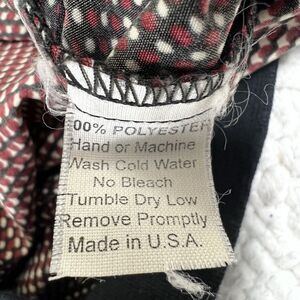 00% POLYESTER
Hand or Machine
Wash Cold Water
No Bleach
Tumble Dry Low
Remove Promptly
Made in U.S.A.